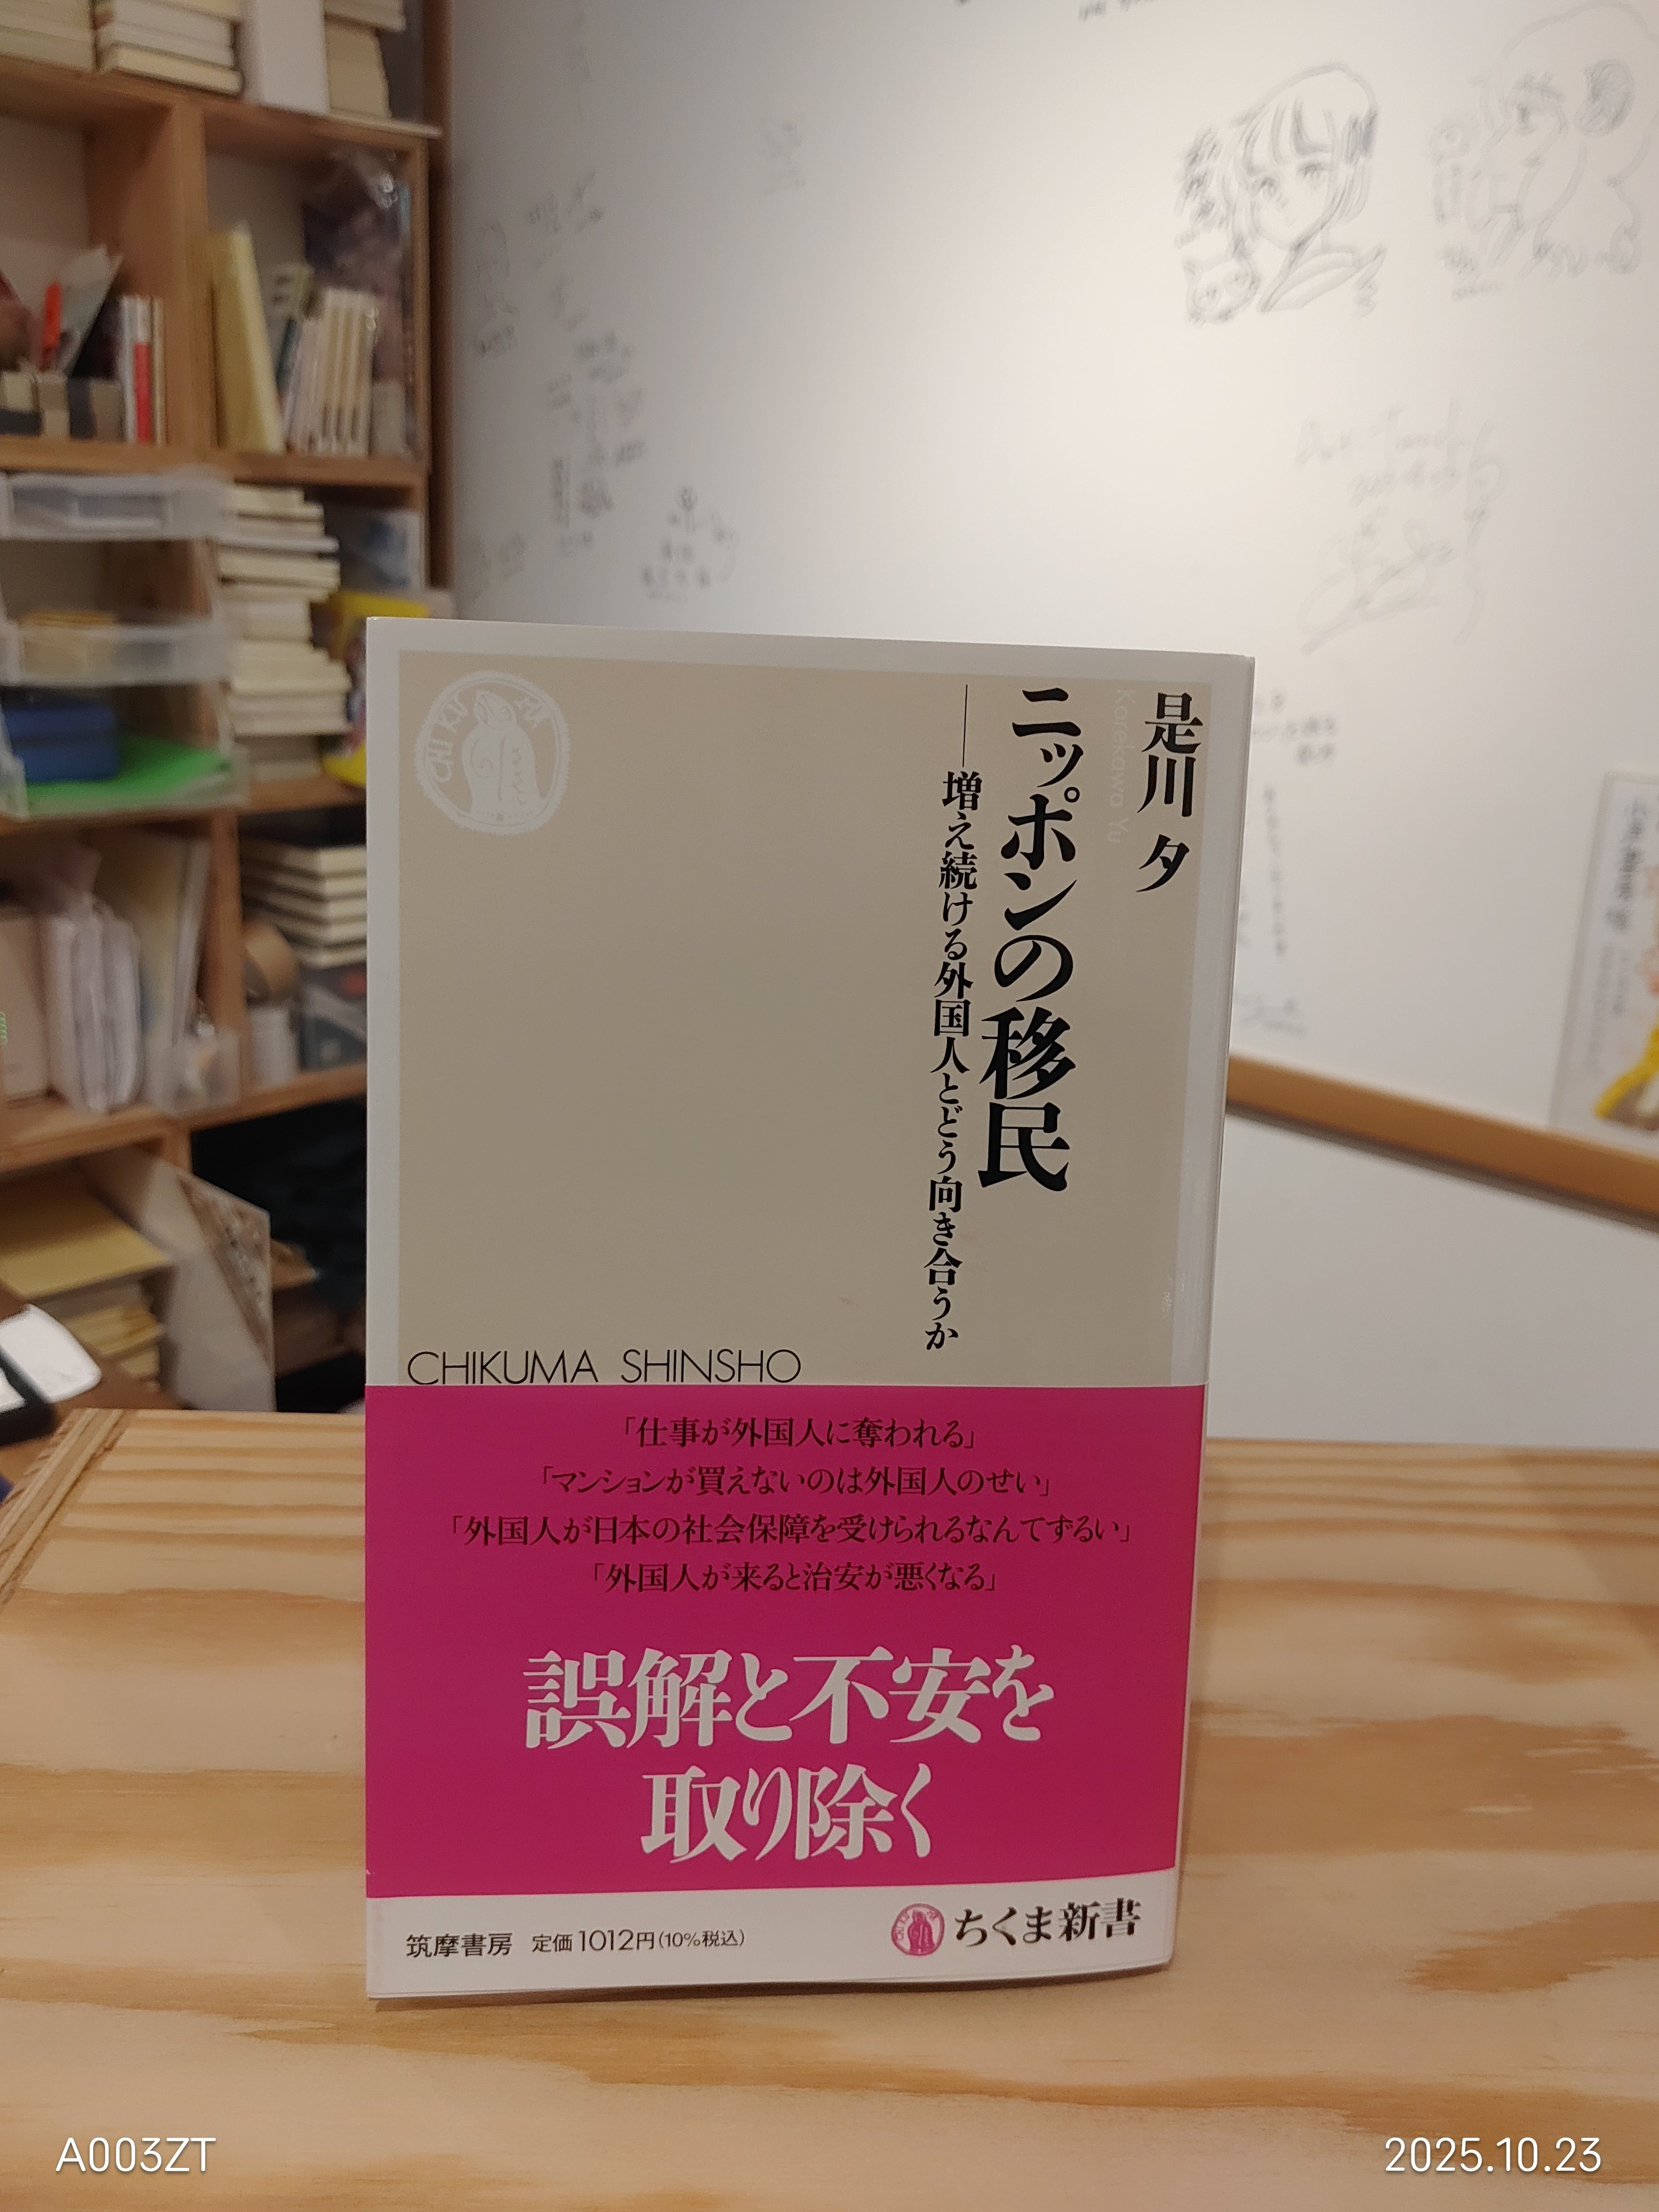 是川 夕
Korekawa Yu
ニッポンの移民
――増え続ける外国人とどう向き合うか
CHIKUMA SHINSHO
「仕事が外国人に奪われる」
「マンションが買えないのは外国人のせい」
「外国人が日本の社会保障を受けられるなんてずるい」
「外国人が来ると治安が悪くなる」
誤解と不安を
取り除く
筑摩書房 定価1012円(10%税込)
ちくま新書
A003ZT
2025.10.23